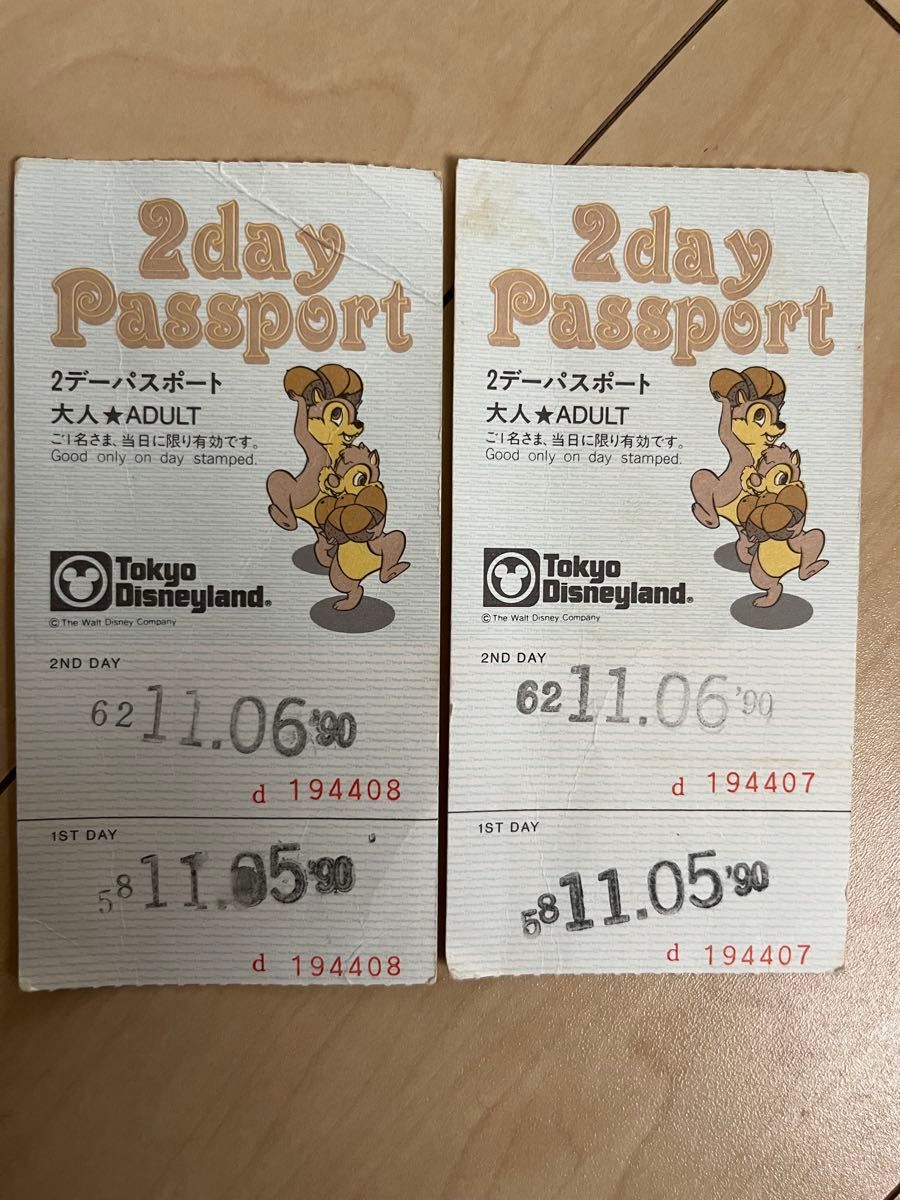 2day
Passport
2デーパスポート
大人★ADULT
ご1名さま、当日に限り有効です。
Good only on day stamped.
Tokyo
Disneyland®
© The Walt Disney Company
2ND DAY
62 11.06 '90
d 194408
1ST DAY
58 11.05 '90
d 194408
2day
Passport
2デーパスポート
大人★ADULT
ご1名さま、当日に限り有効です。
Good only on day stamped.
Tokyo
Disneyland®
© The Walt Disney Company
2ND DAY
62 11.06 '90
d 194407
1ST DAY
58 11.05 '90
d 194407